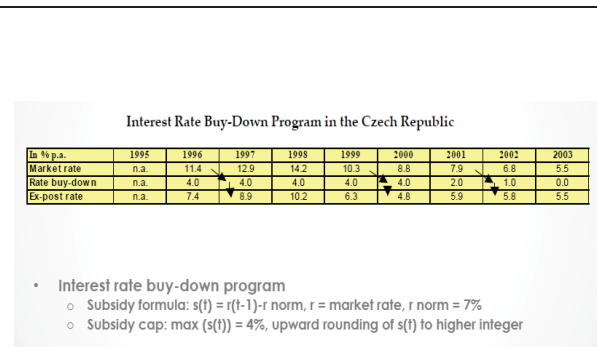 Interest Rate Buy-Down Program in the Czech Republic
In % p.a. 1995 1996 1997 1998 1999 2000 2001 2002 2003
Market rate n.a. 11.4 12.9 14.2 10.3 8.8 7.9 6.8 5.5
Rate buy-down n.a. 4.0 4.0 4.0 4.0 4.0 2.0 1.0 0.0
Ex-post rate n.a. 7.4 8.9 10.2 6.3 4.8 5.9 5.8 5.5
• Interest rate buy-down program
o Subsidy formula: s(t) = r(t-1)-r norm, r = market rate, r norm = 7%
o Subsidy cap: max (s(t)) = 4%, upward rounding of s(t) to higher integer